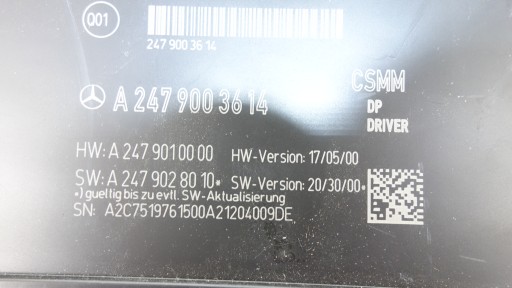 001
247 900 36 14
CSMM
A 247 900 36 14
DP
DRIVER
HW: A 247 901 00 00 HW-Version: 17/05/00
SW: A 247 902 80 10* SW-Version: 20/30/00*
*) gueltig bis zu evtl. SW-Aktualisierung
SN: A2C7519761500A21204009DE